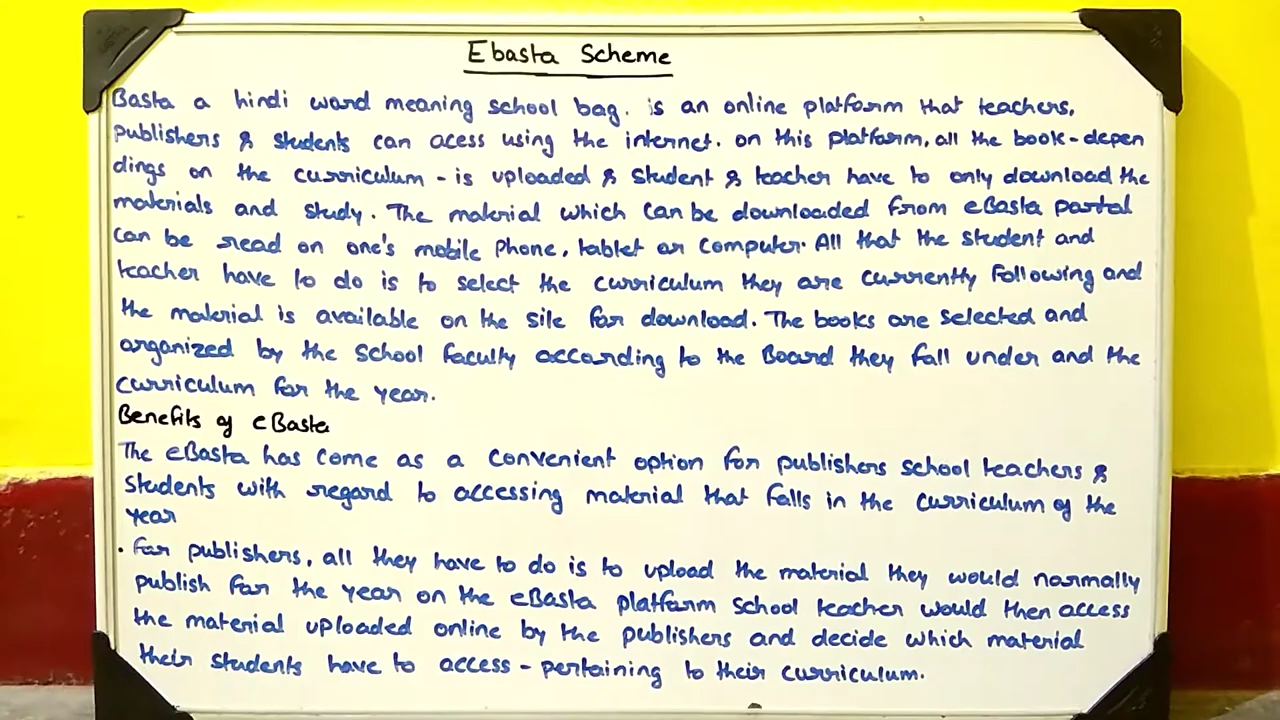 Ebasta Scheme
Basta a hindi word meaning school bag. is an online platform that teachers,
publishers & students can acess using the internet. on this platform, all the book-depen
dings on the curriculum - is uploaded & student & teacher have to only download the
materials and study. The material which can be downloaded from eBasta portal
can be read on one's mobile phone, tablet or computer. All that the student and
teacher have to do is to select the curriculum they are currently following and
the material is available on the site for download. The books are selected and
organized by the school faculty according to the Board they fall under and the
curriculum for the year.
Benefits of eBasta
The eBasta has come as a convenient option for publishers school teachers &
students with regard to accessing material that falls in the curriculum of the
year
• for publishers, all they have to do is to upload the material they would normally
publish for the year on the eBasta platform school teacher would then access
the material uploaded online by the publishers and decide which material
their students have to access - pertaining to their curriculum.